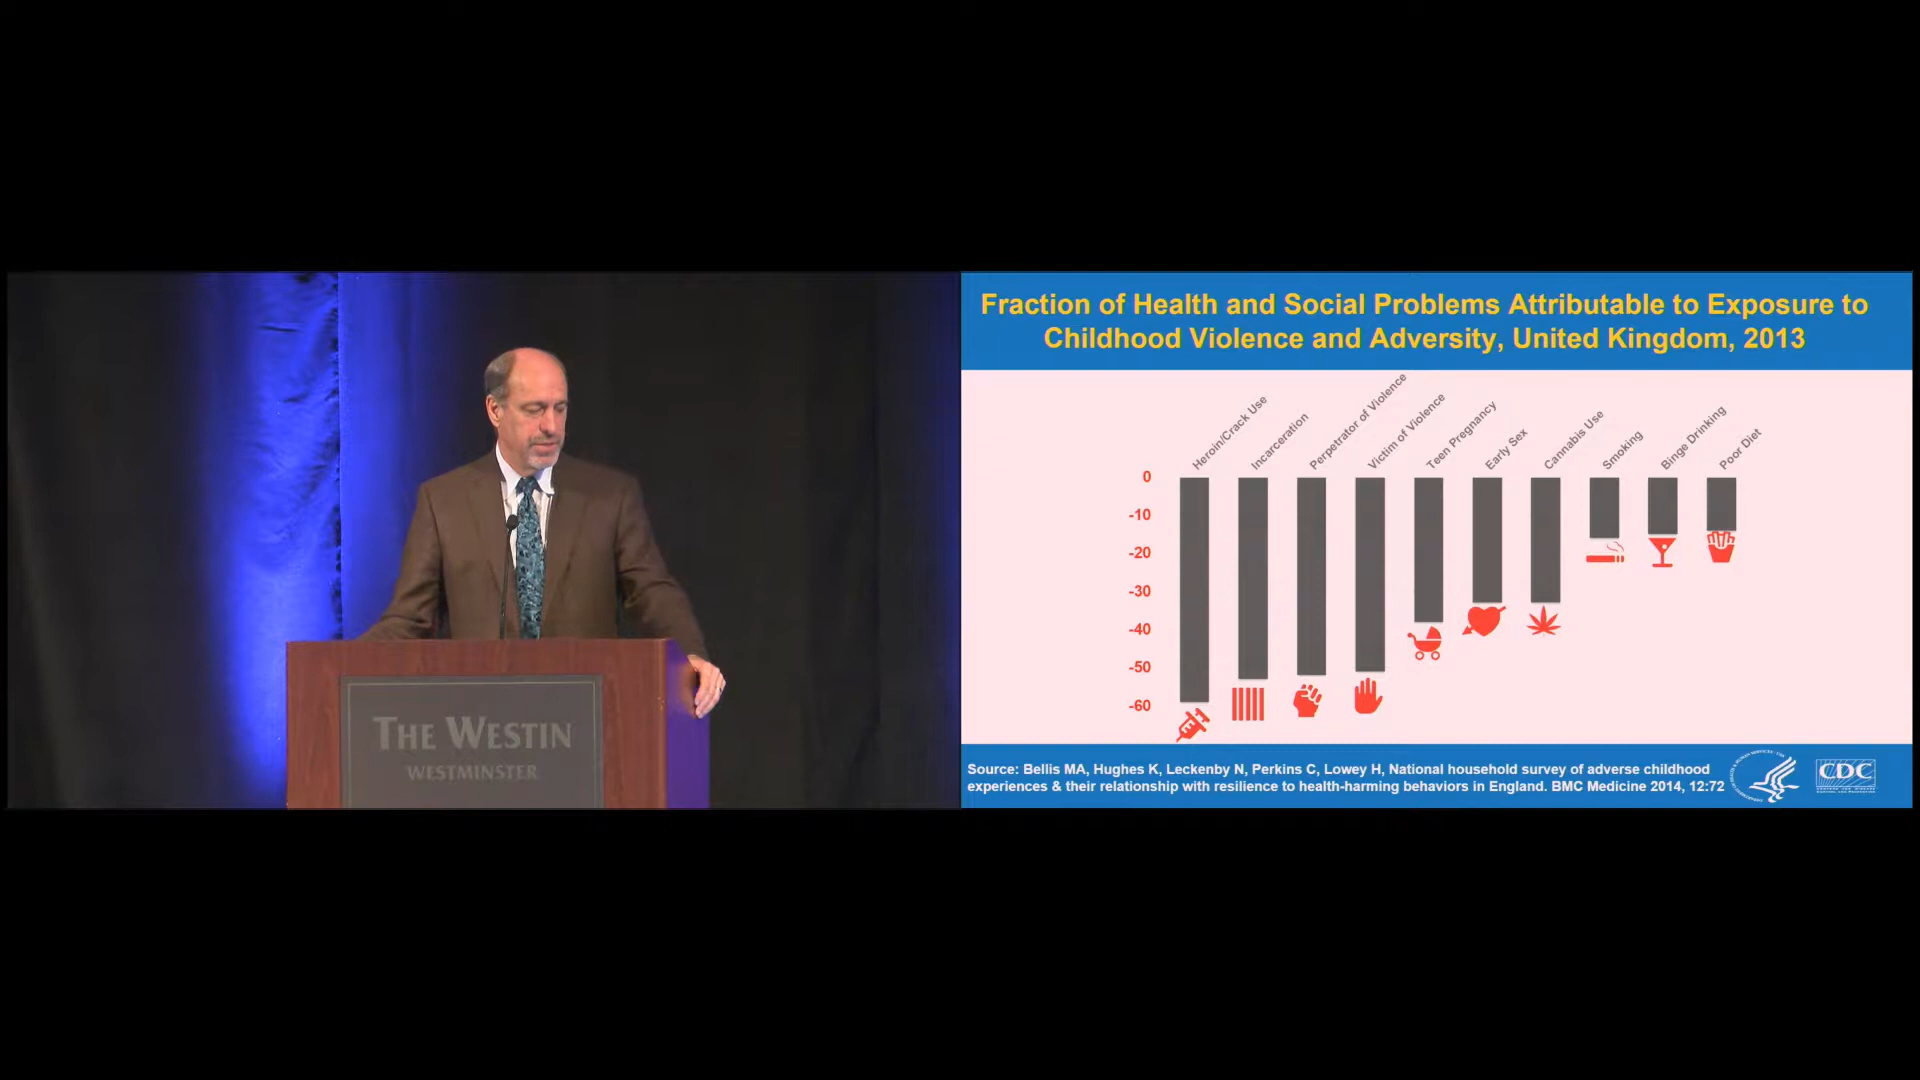 THE WESTIN
WESTMINSTER
Fraction of Health and Social Problems Attributable to Exposure to
Childhood Violence and Adversity, United Kingdom, 2013
Heroin/Crack Use
Incarceration
Perpetrator of Violence
Victim of Violence
Teen Pregnancy
Early Sex
Cannabis Use
Smoking
Binge Drinking
Poor Diet
0
-10
-20
-30
-40
-50
-60
Source: Bellis MA, Hughes K, Leckenby N, Perkins C, Lowey H, National household survey of adverse childhood
experiences & their relationship with resilience to health-harming behaviors in England. BMC Medicine 2014, 12:72
CDC